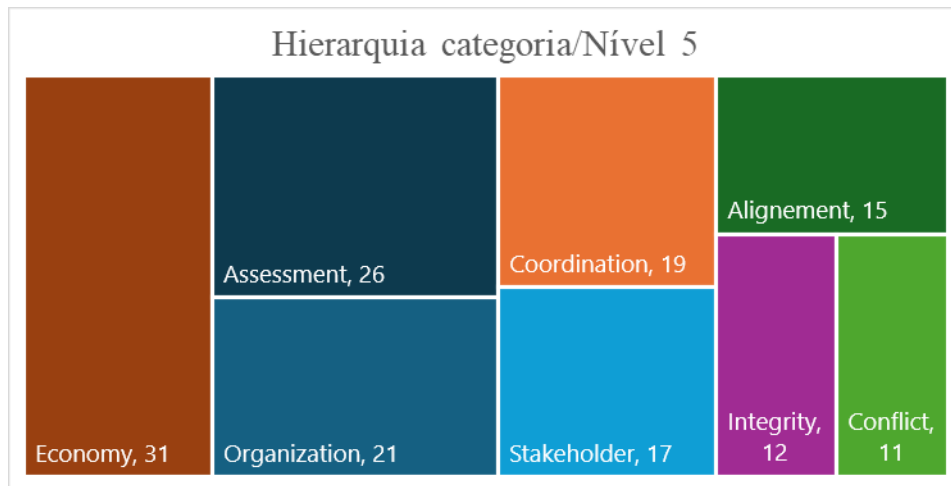 Hierarquia categoria/Nível 5
Economy, 31
Assessment, 26
Organization, 21
Coordination, 19
Stakeholder, 17
Alignement, 15
Integrity,
12
Conflict,
11